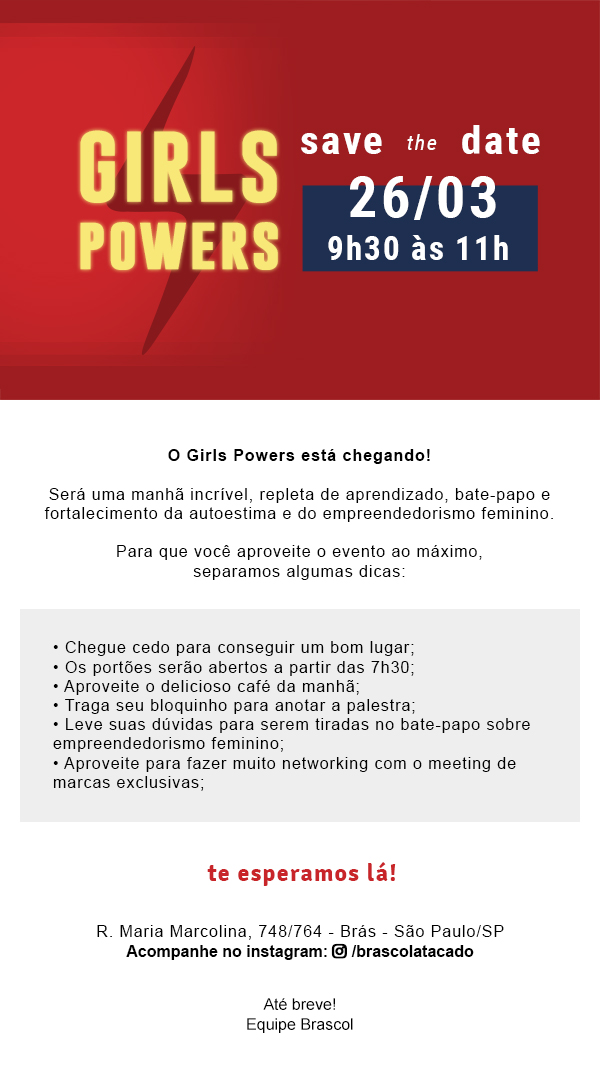 GIRLS
POWERS
save the date
26/03
9h30 às 11h
O Girls Powers está chegando!
Será uma manhã incrível, repleta de aprendizado, bate-papo e
fortalecimento da autoestima e do empreendedorismo feminino.
Para que você aproveite o evento ao máximo,
separamos algumas dicas:
• Chegue cedo para conseguir um bom lugar;
• Os portões serão abertos a partir das 7h30;
• Aproveite o delicioso café da manhã;
• Traga seu bloquinho para anotar a palestra;
• Leve suas dúvidas para serem tiradas no bate-papo sobre
empreendedorismo feminino;
• Aproveite para fazer muito networking com o meeting de
marcas exclusivas;
te esperamos lá!
R. Maria Marcolina, 748/764 - Brás - São Paulo/SP
Acompanhe no instagram: /brascolatacado
Até breve!
Equipe Brascol